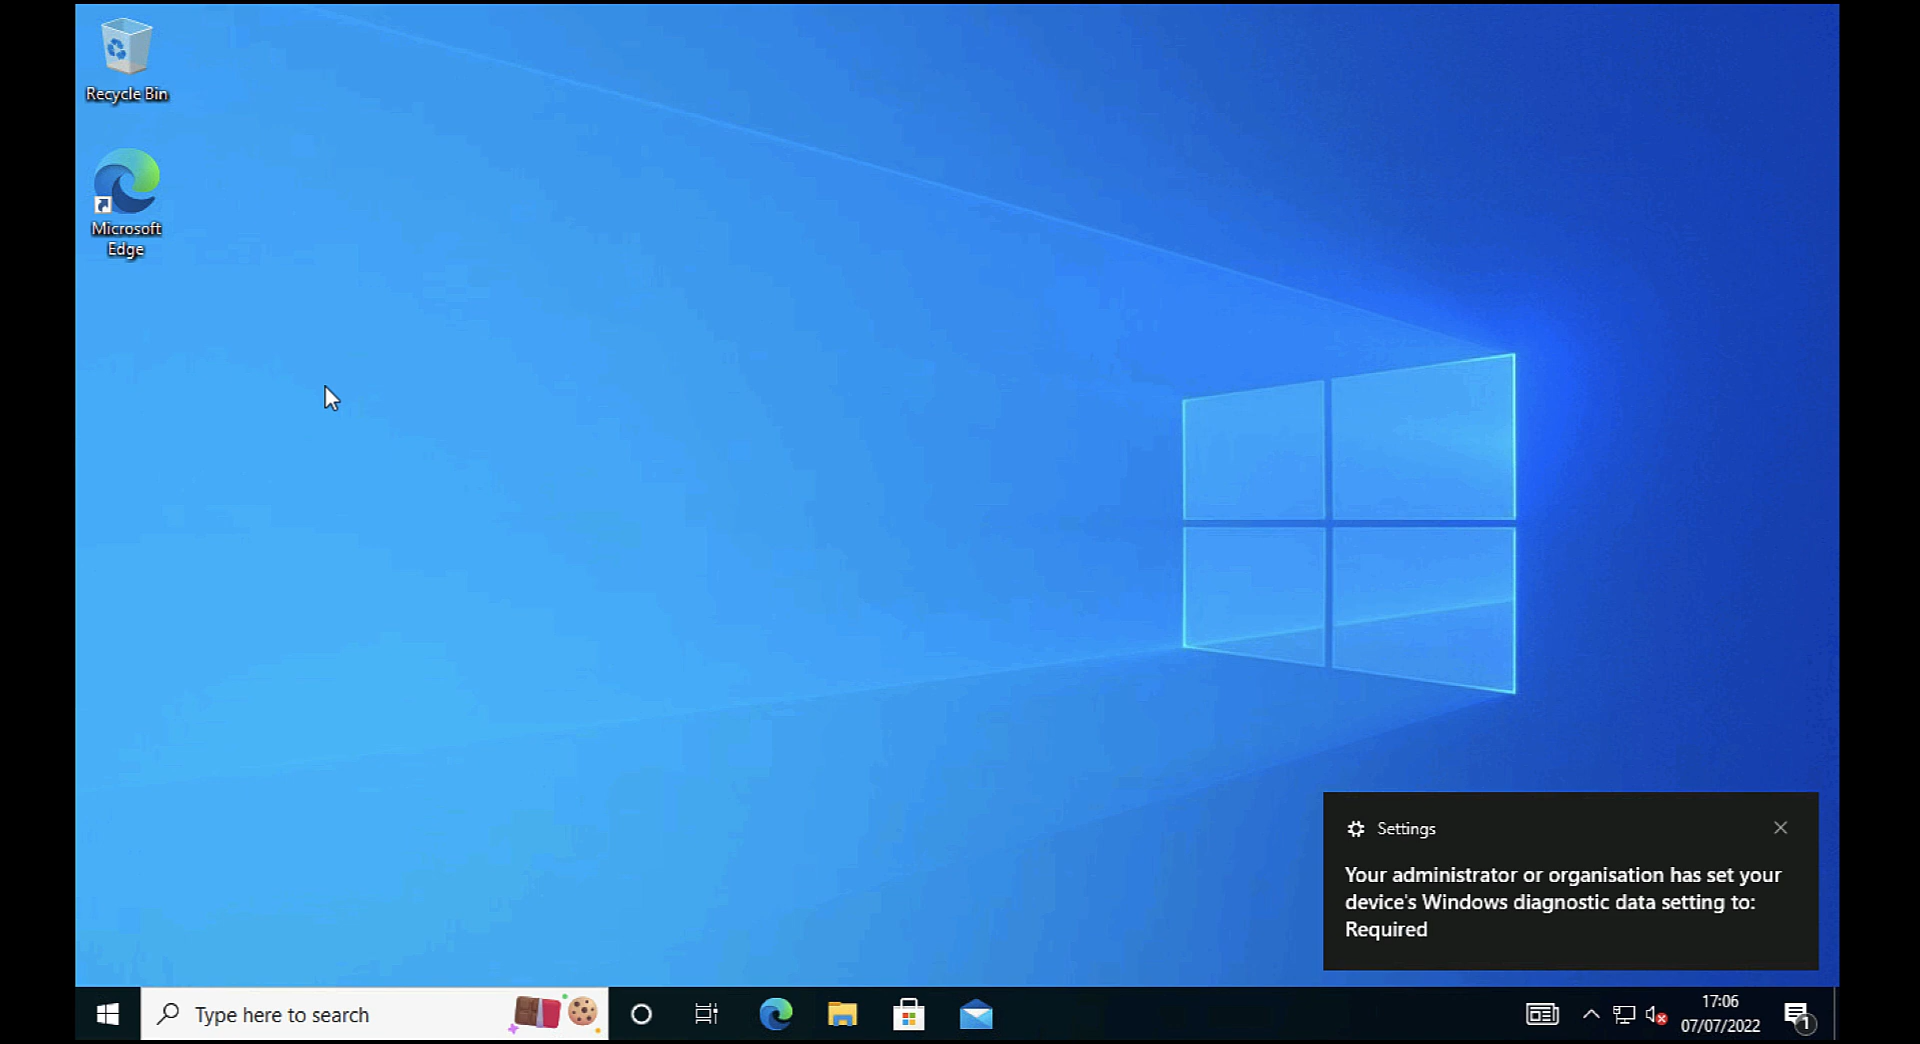 Recycle Bin
Microsoft
Edge
Settings
Your administrator or organisation has set your
device's Windows diagnostic data setting to:
Required
Type here to search
17:06
07/07/2022
1